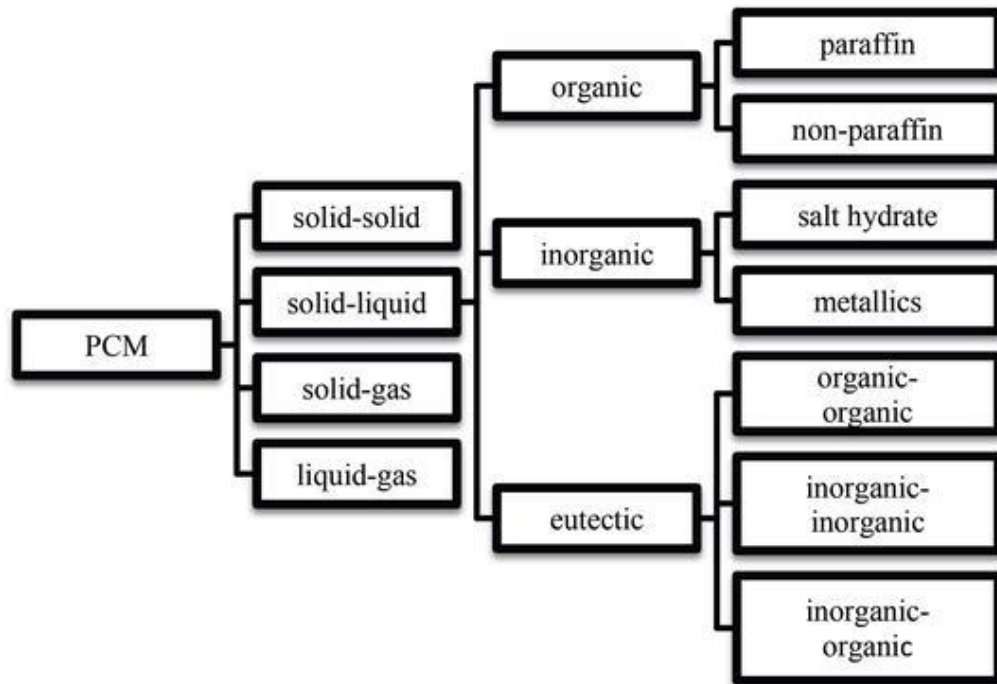 PCM
solid-solid
solid-liquid
solid-gas
liquid-gas
organic
inorganic
eutectic
paraffin
non-paraffin
salt hydrate
metallics
organic-
organic
inorganic-
inorganic
inorganic-
organic